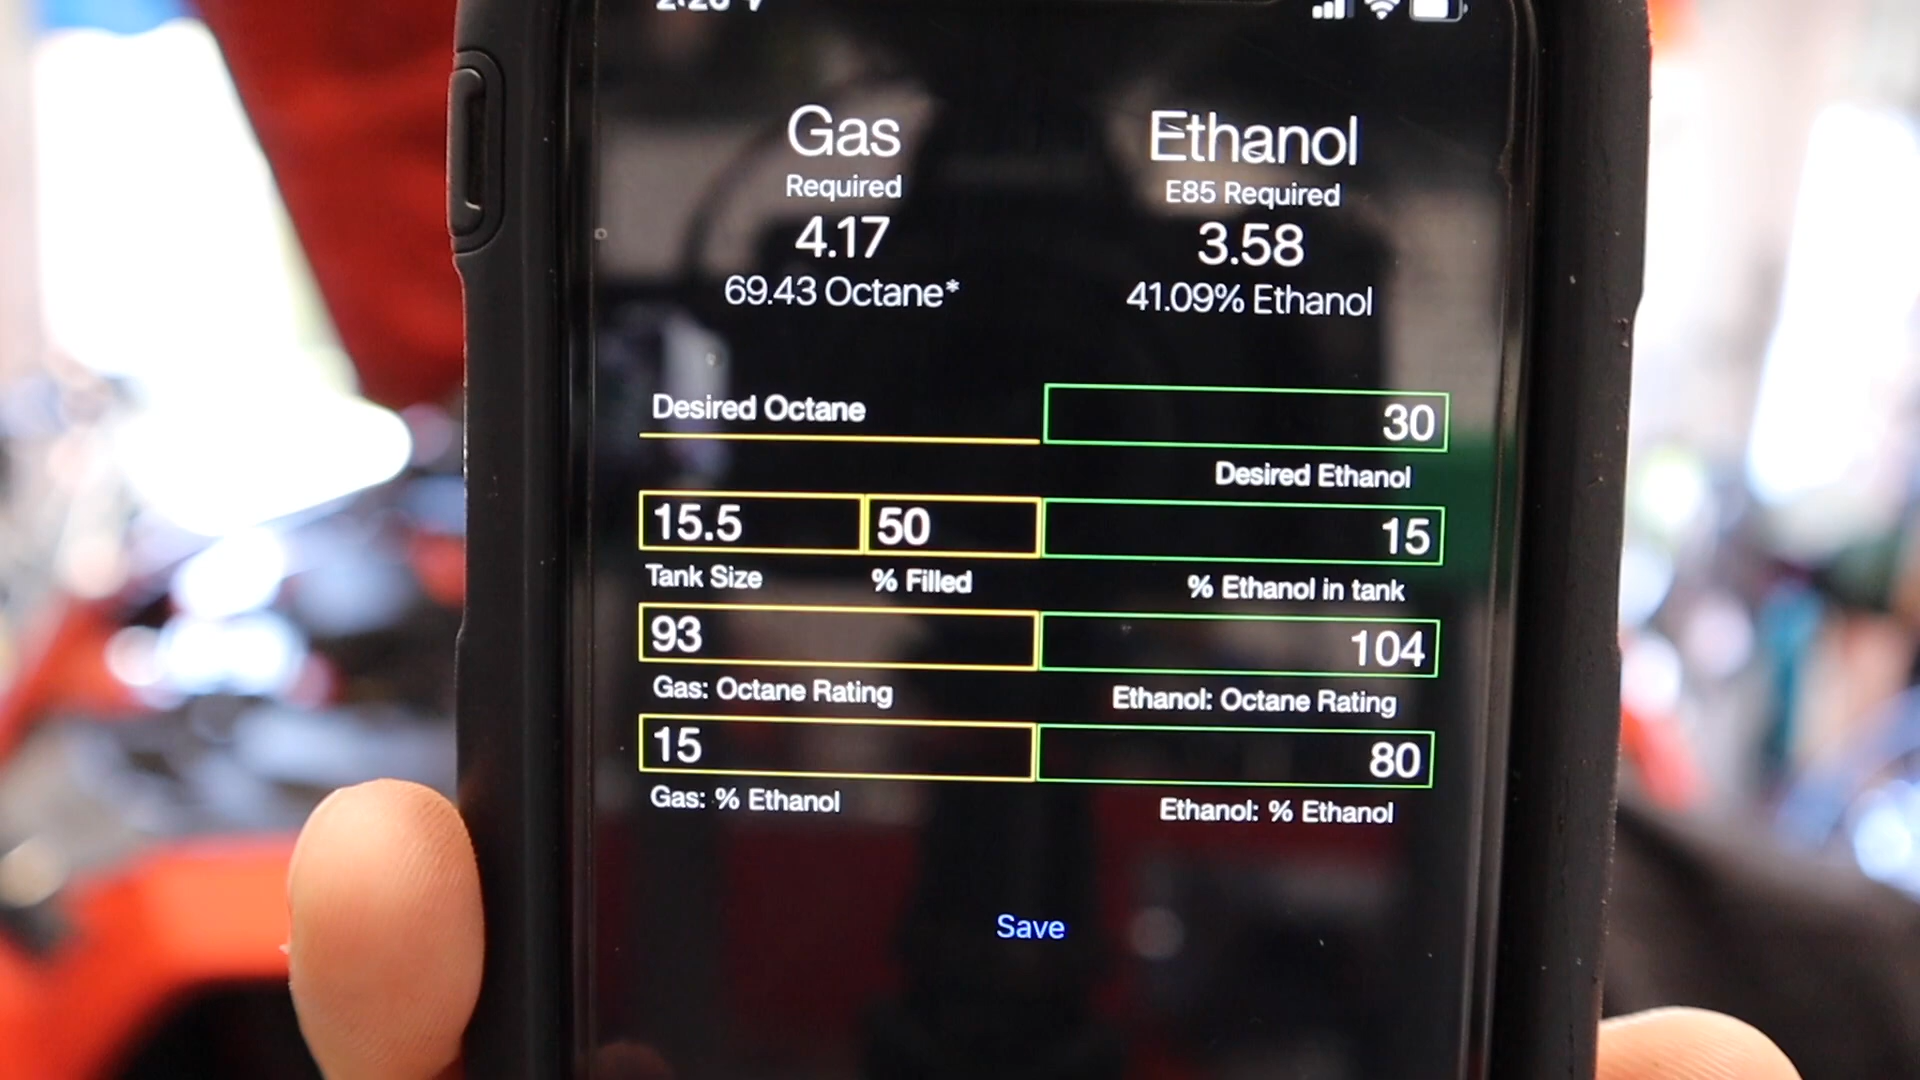 Gas
Required
4.17
69.43 Octane*
Ethanol
E85 Required
3.58
41.09% Ethanol
Desired Octane
30
Desired Ethanol
15.5 50 15
Tank Size % Filled % Ethanol in tank
93 104
Gas: Octane Rating Ethanol: Octane Rating
15 80
Gas: % Ethanol Ethanol: % Ethanol
Save